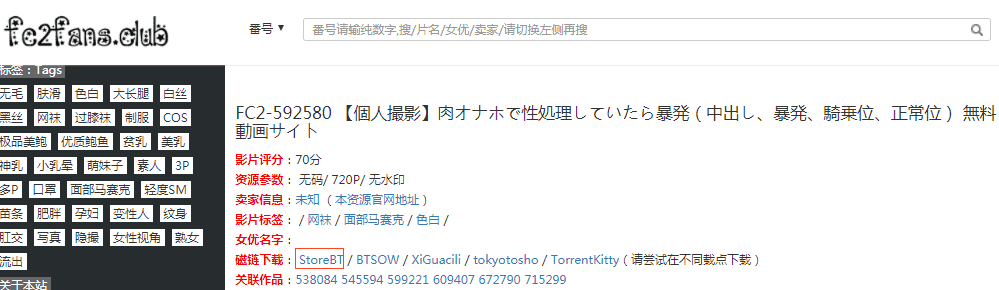 fc2fans.club
番号 ▼
番号请输纯数字,搜/片名/女优/卖家/请切换左侧再搜
标签：Tags
无毛 肤滑 色白 大长腿 白丝
黑丝 网袜 过膝袜 制服 COS
极品美鲍 优质鲍鱼 贫乳 美乳
神乳 小乳晕 萌妹子 素人 3P
多P 口罩 面部马赛克 轻度SM
苗条 肥胖 孕妇 变性人 纹身
肛交 写真 隐撮 女性视角 熟女
流出
关于本站
FC2-592580 【個人撮影】肉オナホで性処理していたら暴発（中出し、暴発、騎乗位、正常位） 無料
動画サイト
影片评分：70分
资源参数： 无码/ 720P/ 无水印
卖家信息：未知 （本资源官网地址）
影片标签： / 网袜 / 面部马赛克 / 色白 /
女优名字：
磁链下载： StoreBT / BTSOW / XiGuacili / tokyotosho / TorrentKitty（请尝试在不同载点下载）
关联作品：538084 545594 599221 609407 672790 715299